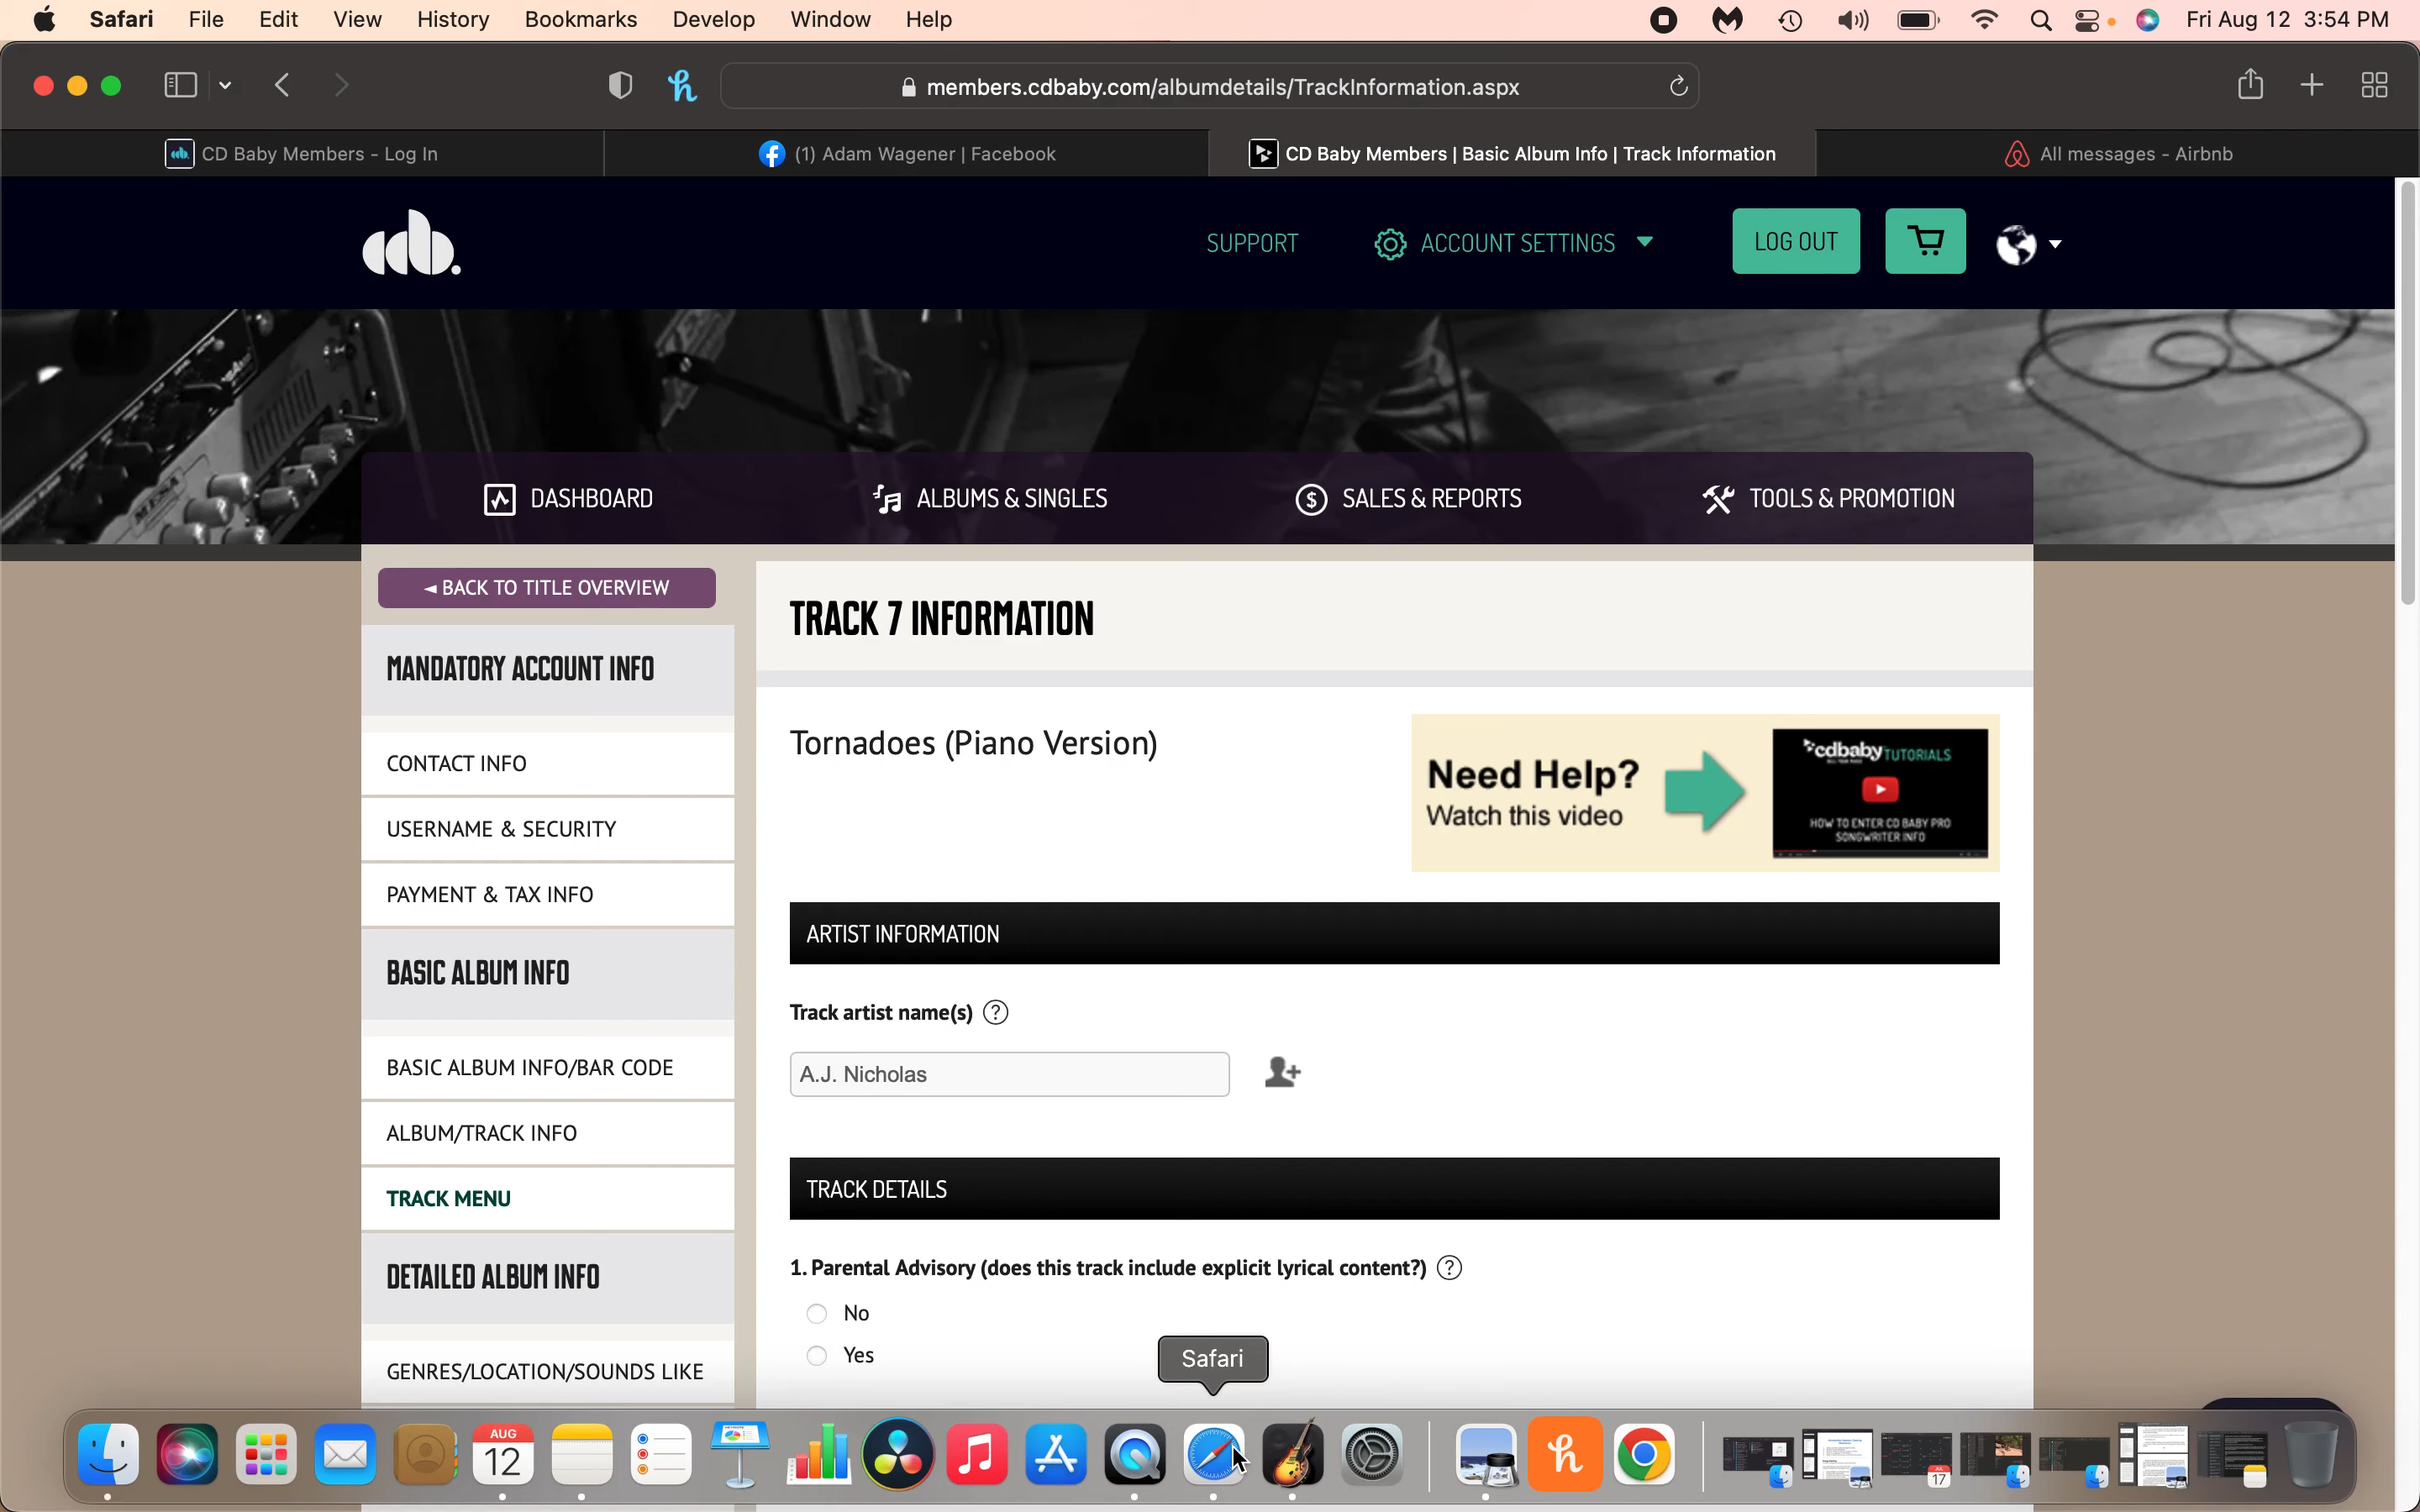 Safari File Edit View History Bookmarks Develop Window Help Fri Aug 12 3:54 PM
members.cdbaby.com/albumdetails/TrackInformation.aspx
CD Baby Members - Log In (1) Adam Wagener | Facebook CD Baby Members | Basic Album Info | Track Information All messages - Airbnb
cdb. SUPPORT ACCOUNT SETTINGS LOG OUT
DASHBOARD ALBUMS & SINGLES SALES & REPORTS TOOLS & PROMOTION
◄ BACK TO TITLE OVERVIEW
MANDATORY ACCOUNT INFO
CONTACT INFO
USERNAME & SECURITY
PAYMENT & TAX INFO
BASIC ALBUM INFO
BASIC ALBUM INFO/BAR CODE
ALBUM/TRACK INFO
TRACK MENU
DETAILED ALBUM INFO
GENRES/LOCATION/SOUNDS LIKE
TRACK 7 INFORMATION
Tornadoes (Piano Version)
Need Help?
Watch this video
cdbaby TUTORIALS
HOW TO ENTER CD BABY PRO
SONGWRITER INFO
ARTIST INFORMATION
Track artist name(s) ?
A.J. Nicholas
TRACK DETAILS
1. Parental Advisory (does this track include explicit lyrical content?) ?
No
Yes
Safari
AUG
12
17